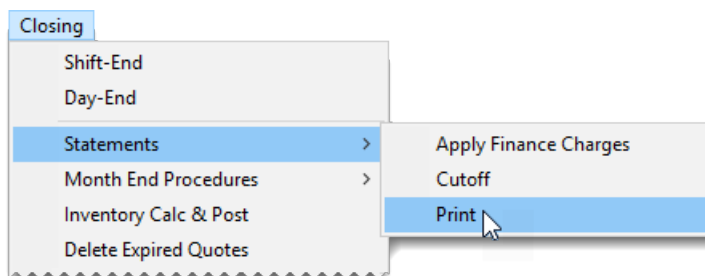 Closing
Shift-End
Day-End
Statements
Month End Procedures
Inventory Calc & Post
Delete Expired Quotes
Apply Finance Charges
Cutoff
Print